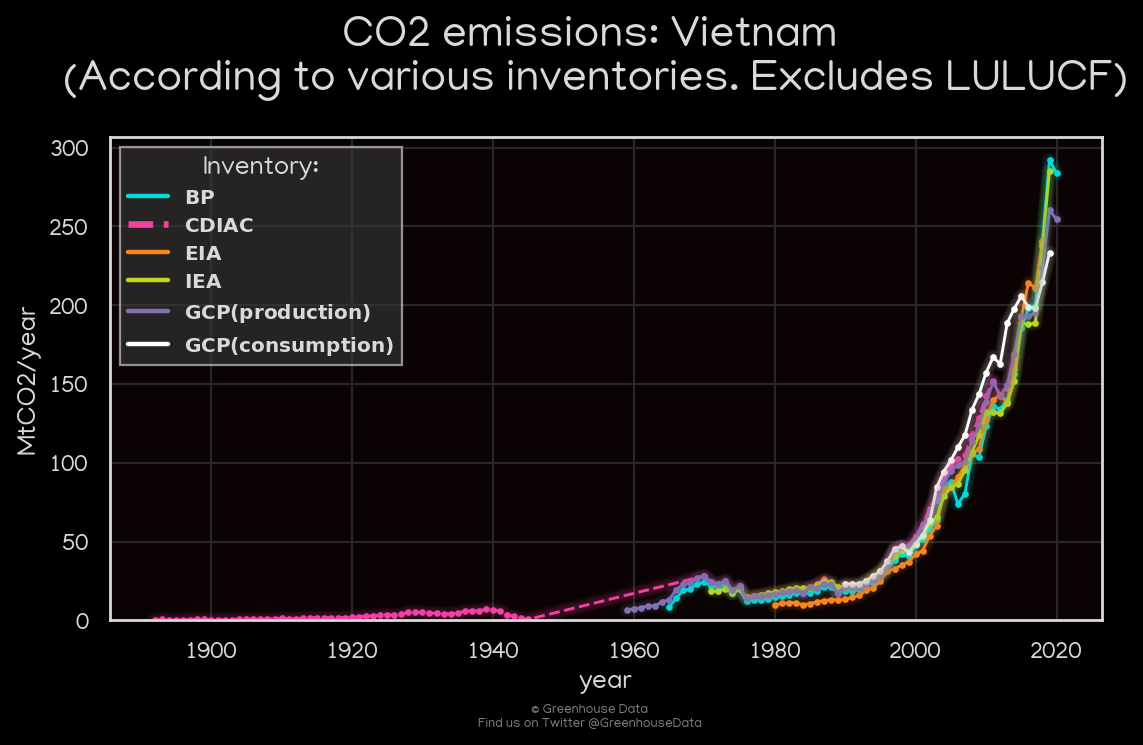 CO2 emissions: Vietnam
(According to various inventories. Excludes LULUCF)
300
250
200
150
100
50
0
MtCO2/year
Inventory:
BP
CDIAC
EIA
IEA
GCP(production)
GCP(consumption)
1900 1920 1940 1960 1980 2000 2020
year
© Greenhouse Data
Find us on Twitter @GreenhouseData